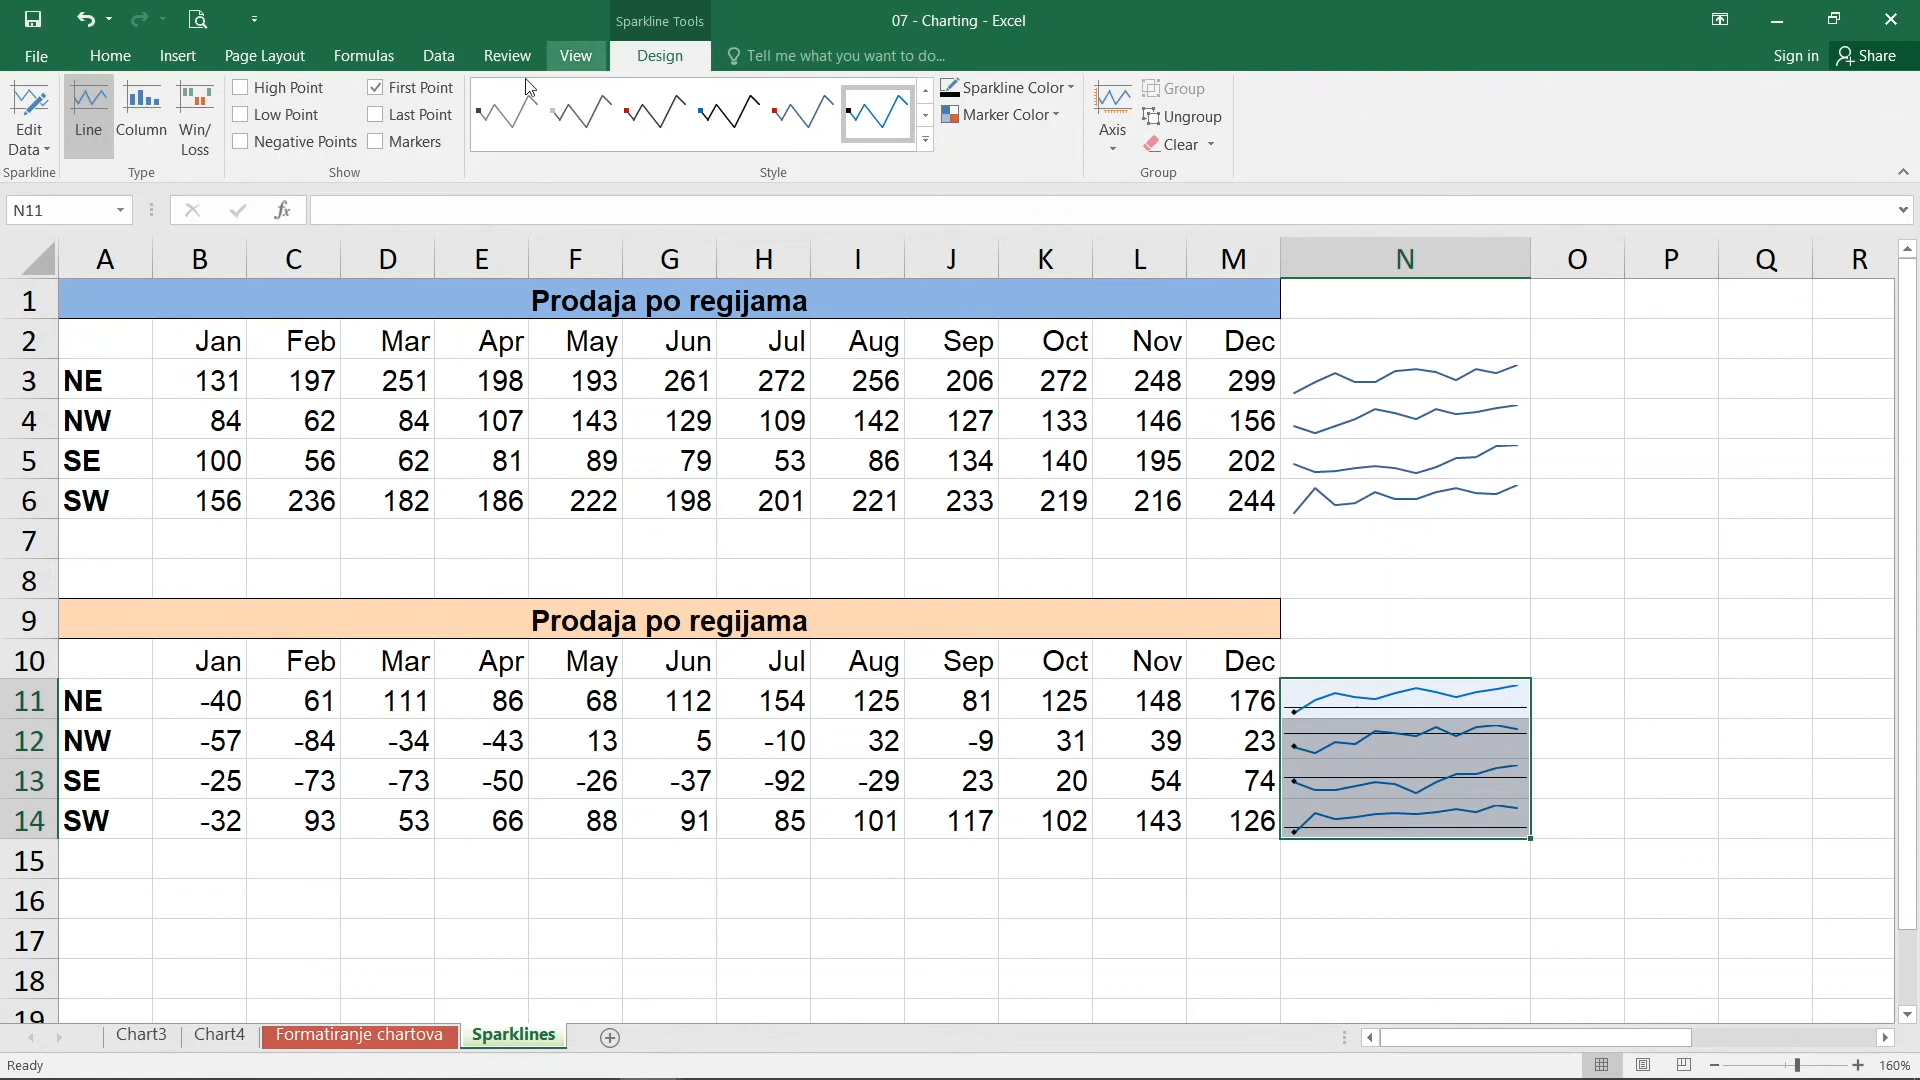 Sparkline Tools
07 - Charting - Excel
File Home Insert Page Layout Formulas Data Review View Design Tell me what you want to do... Sign in Share
Edit Data
Line
Column
Win/ Loss
High Point
Low Point
Negative Points
First Point
Last Point
Markers
Sparkline Color
Marker Color
Axis
Group
Ungroup
Clear
Sparkline Type Show Style Group
N11 fx
A B C D E F G H I J K L M N O P Q R
1 Prodaja po regijama
2 Jan Feb Mar Apr May Jun Jul Aug Sep Oct Nov Dec
3 NE 131 197 251 198 193 261 272 256 206 272 248 299
4 NW 84 62 84 107 143 129 109 142 127 133 146 156
5 SE 100 56 62 81 89 79 53 86 134 140 195 202
6 SW 156 236 182 186 222 198 201 221 233 219 216 244
7
8
9 Prodaja po regijama
10 Jan Feb Mar Apr May Jun Jul Aug Sep Oct Nov Dec
11 NE -40 61 111 86 68 112 154 125 81 125 148 176
12 NW -57 -84 -34 -43 13 5 -10 32 -9 31 39 23
13 SE -25 -73 -73 -50 -26 -37 -92 -29 23 20 54 74
14 SW -32 93 53 66 88 91 85 101 117 102 143 126
15
16
17
18
19
Chart3 Chart4 Formatiranje chartova Sparklines
Ready 160%